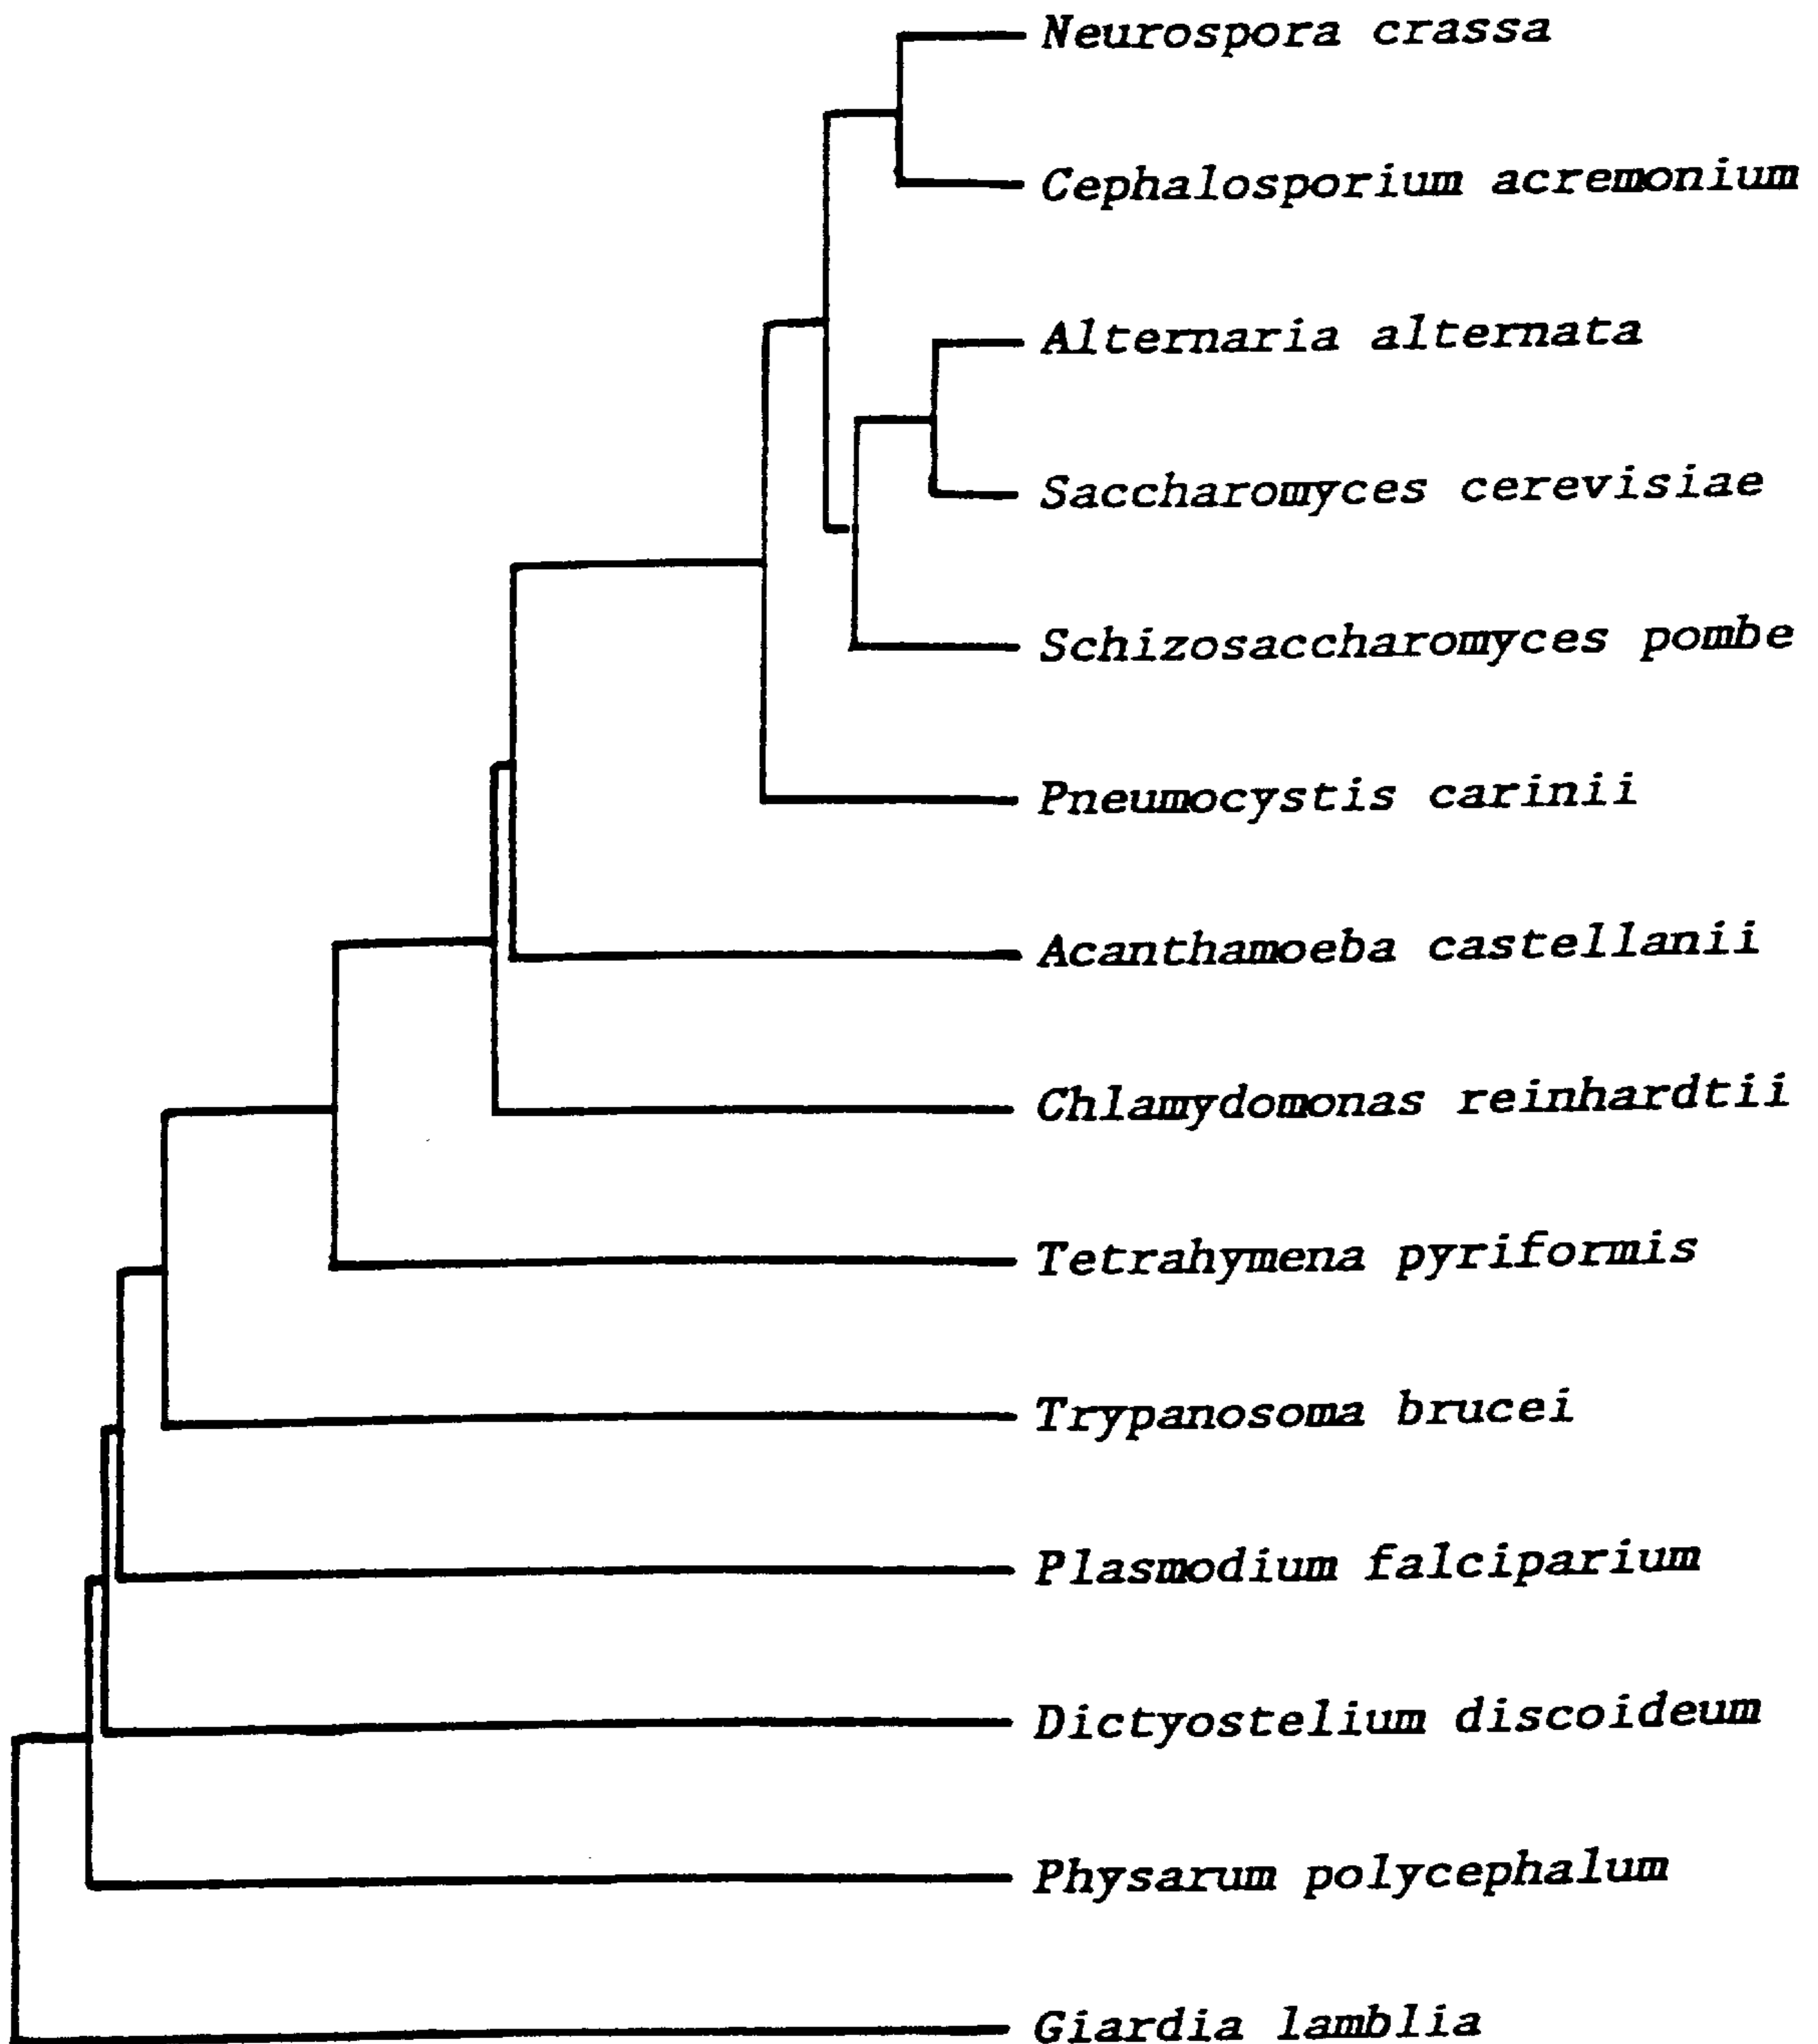 Neurospora crassa
Cephalosporium acremonium
Alternaria alternata
Saccharomyces cerevisiae
Schizosaccharomyces pombe
Pneumocystis carinii
Acanthamoeba castellanii
Chlamydomonas reinhardtii
Tetrahymena pyriformis
Trypanosoma brucei
Plasmodium falciparium
Dictyostelium discoideum
Physarum polycephalum
Giardia lamblia